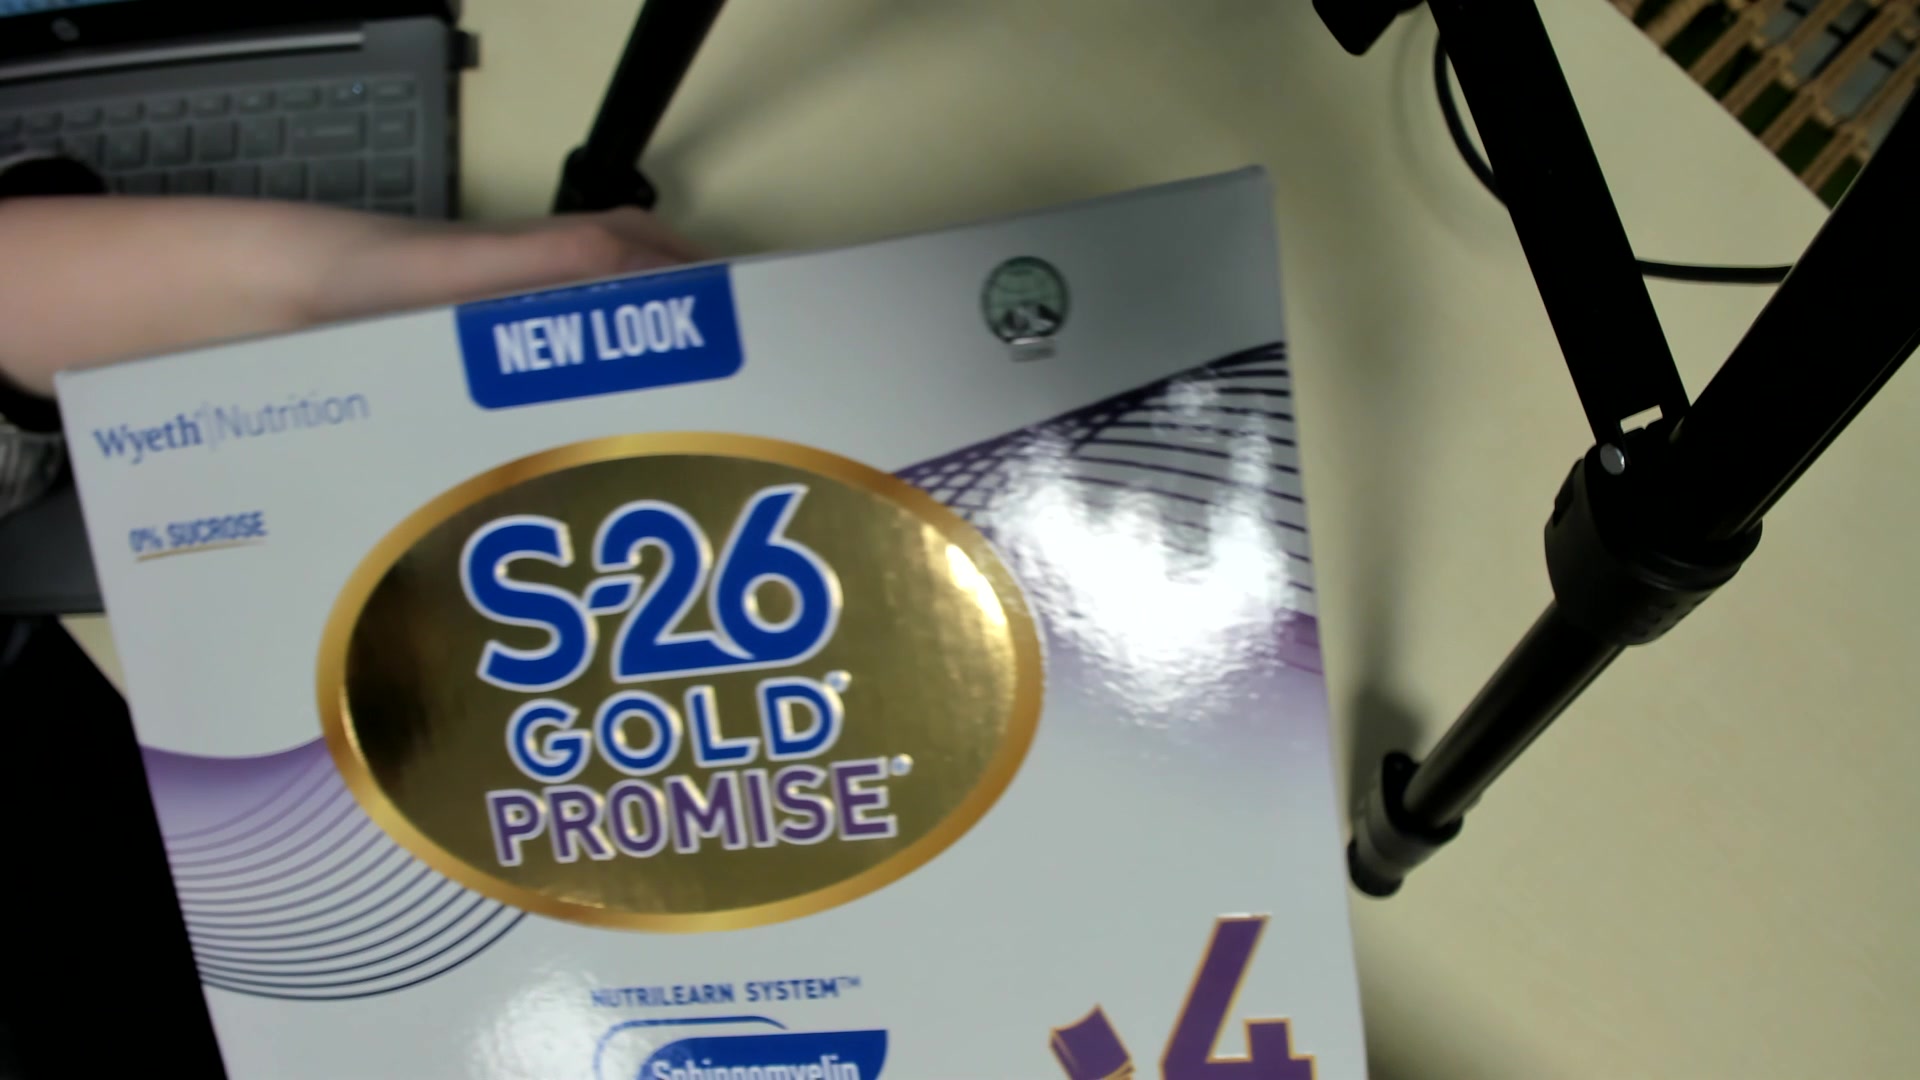 NEW LOOK
Wyeth® Nutrition
0% SUCROSE
S-26
GOLD®
PROMISE®
NUTRILEARN SYSTEM™
Sphingomyelin
4